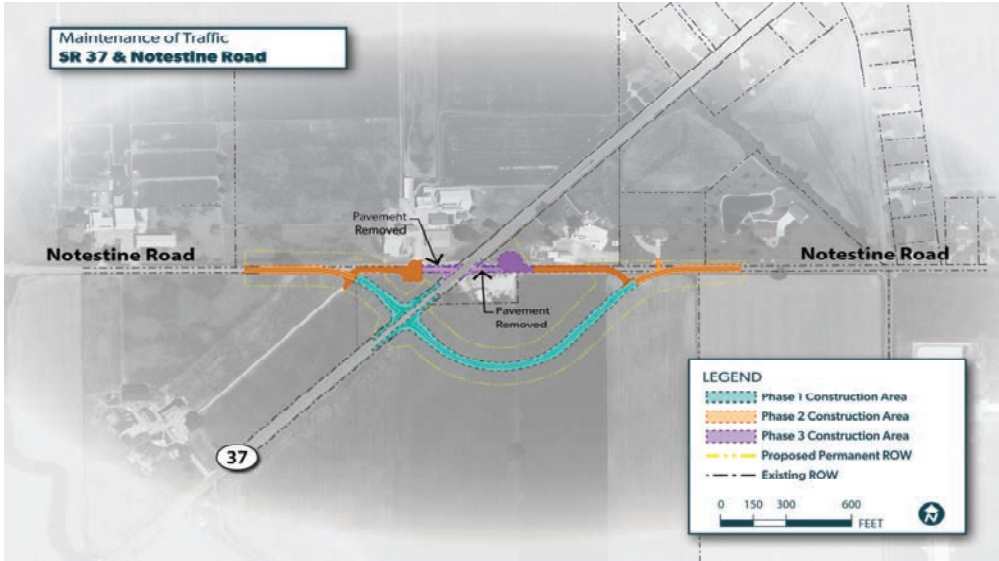 Maintenance of Traffic
SR 37 & Notestine Road
Pavement
Removed
Notestine Road
Notestine Road
Pavement
Removed
37
LEGEND
Phase 1 Construction Area
Phase 2 Construction Area
Phase 3 Construction Area
Proposed Permanent ROW
Existing ROW
0 150 300 600
FEET
N